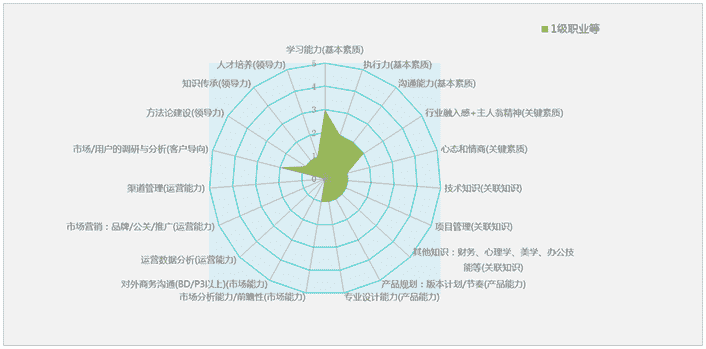 1级职业等
学习能力(基本素质)
执行力(基本素质)
沟通能力(基本素质)
行业融入感+主人翁精神(关键素质)
心态和情商(关键素质)
技术知识(关联知识)
项目管理(关联知识)
其他知识：财务、心理学、美学、办公技
能等(关联知识)
产品规划：版本计划/节奏(产品能力)
专业设计能力(产品能力)
市场分析能力/前瞻性(市场能力)
对外商务沟通(BD/P3以上)(市场能力)
运营数据分析(运营能力)
市场营销：品牌/公关/推广(运营能力)
渠道管理(运营能力)
市场/用户的调研与分析(客户导向)
方法论建设(领导力)
知识传承(领导力)
人才培养(领导力)
5
4
3
2
1
0